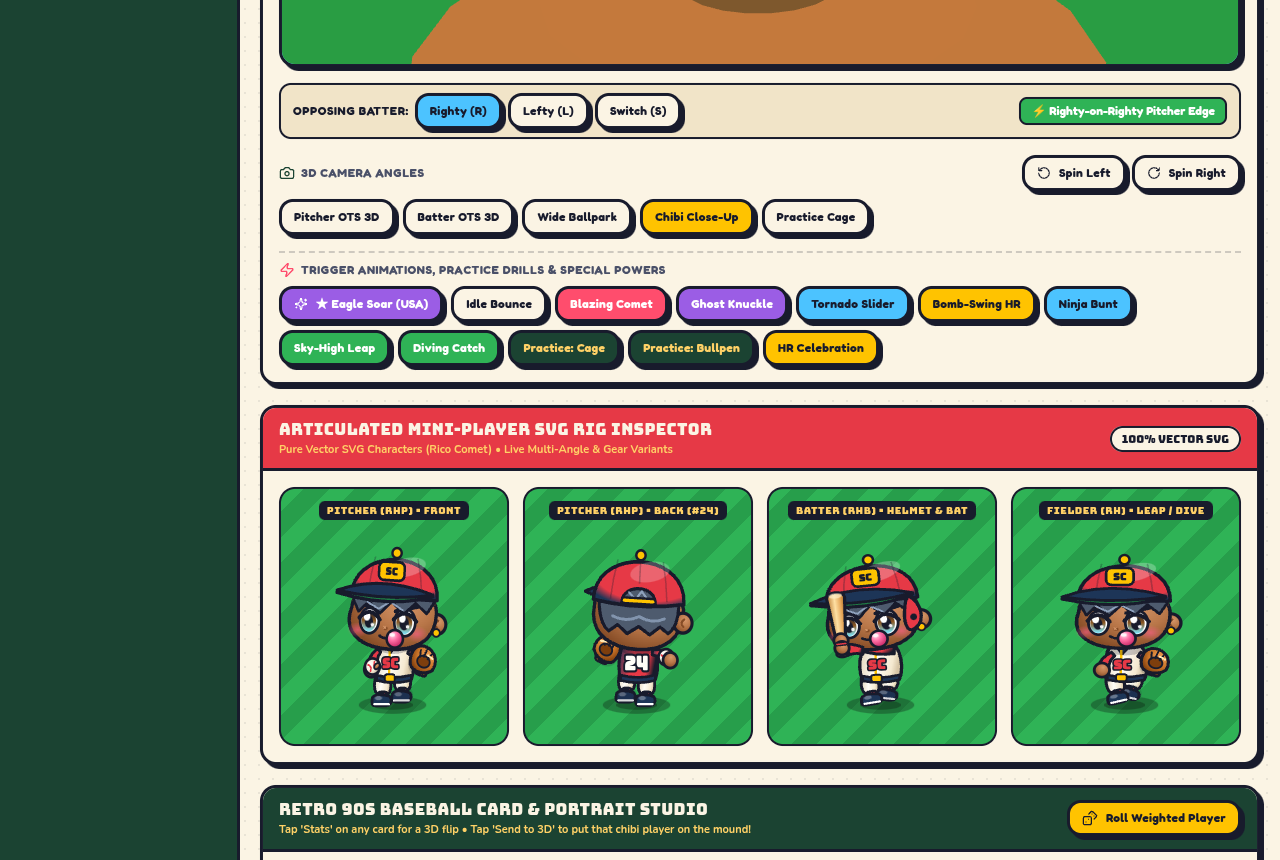 OPPOSING BATTER: Righty (R) Lefty (L) Switch (S) ⚡ Righty-on-Righty Pitcher Edge
3D CAMERA ANGLES Spin Left Spin Right
Pitcher OTS 3D Batter OTS 3D Wide Ballpark Chibi Close-Up Practice Cage
TRIGGER ANIMATIONS, PRACTICE DRILLS & SPECIAL POWERS
★ Eagle Soar (USA) Idle Bounce Blazing Comet Ghost Knuckle Tornado Slider Bomb-Swing HR Ninja Bunt
Sky-High Leap Diving Catch Practice: Cage Practice: Bullpen HR Celebration
ARTICULATED MINI-PLAYER SVG RIG INSPECTOR
Pure Vector SVG Characters (Rico Comet) • Live Multi-Angle & Gear Variants
100% VECTOR SVG
PITCHER (RHP) • FRONT PITCHER (RHP) • BACK (#24) BATTER (RHB) • HELMET & BAT FIELDER (RH) • LEAP / DIVE
SC SC SC
SC 24 SC SC
RETRO 90S BASEBALL CARD & PORTRAIT STUDIO
Tap 'Stats' on any card for a 3D flip • Tap 'Send to 3D' to put that chibi player on the mound!
Roll Weighted Player